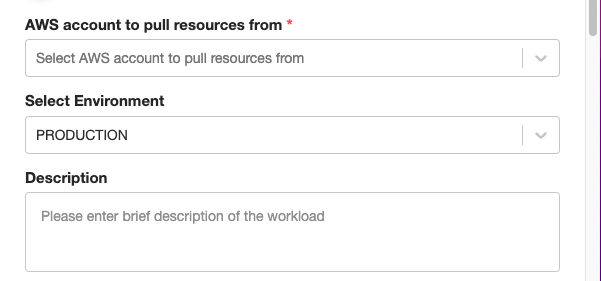 AWS account to pull resources from *
Select AWS account to pull resources from
Select Environment
PRODUCTION
Description
Please enter brief description of the workload